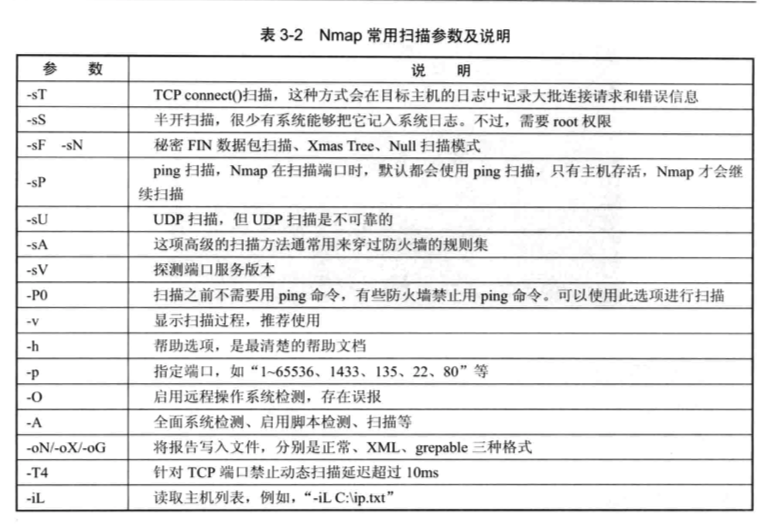 表 3-2 Nmap 常用扫描参数及说明
参 数 说 明
-sT TCP connect()扫描，这种方式会在目标主机的日志中记录大批连接请求和错误信息
-sS 半开扫描，很少有系统能够把它记入系统日志。不过，需要 root 权限
-sF -sN 秘密 FIN 数据包扫描、Xmas Tree、Null 扫描模式
-sP ping 扫描，Nmap 在扫描端口时，默认都会使用 ping 扫描，只有主机存活，Nmap 才会继
续扫描
-sU UDP 扫描，但 UDP 扫描是不可靠的
-sA 这项高级的扫描方法通常用来穿过防火墙的规则集
-sV 探测端口服务版本
-P0 扫描之前不需要用 ping 命令，有些防火墙禁止用 ping 命令。可以使用此选项进行扫描
-v 显示扫描过程，推荐使用
-h 帮助选项，是最清楚的帮助文档
-p 指定端口，如“1~65536、1433、135、22、80”等
-O 启用远程操作系统检测，存在误报
-A 全面系统检测、启用脚本检测、扫描等
-oN/-oX/-oG 将报告写入文件，分别是正常、XML、grepable 三种格式
-T4 针对 TCP 端口禁止动态扫描延迟超过 10ms
-iL 读取主机列表，例如，“-iL C:\ip.txt”